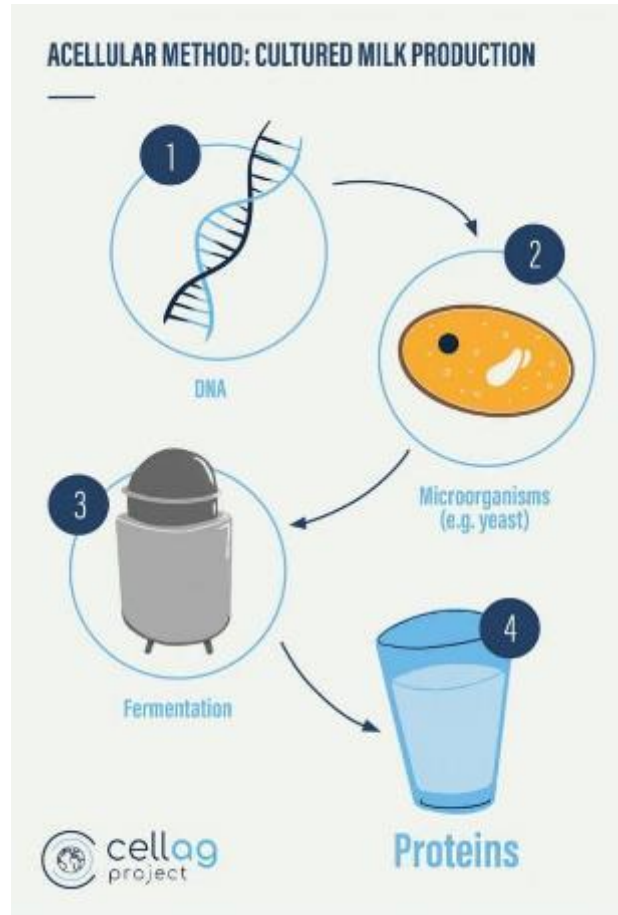 ACELLULAR METHOD: CULTURED MILK PRODUCTION
1
DNA
2
Microorganisms
(e.g. yeast)
3
Fermentation
4
Proteins
cellag
project